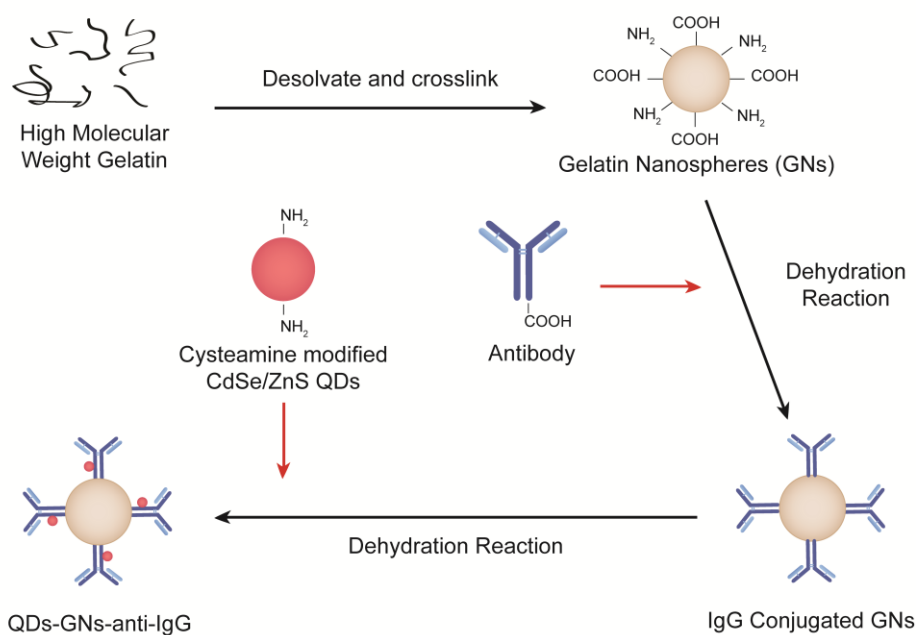 COOH
NH2
NH2
Desolvate and crosslink
COOH
COOH
High Molecular
Weight Gelatin
NH2
NH2
COOH
Gelatin Nanospheres (GNs)
NH2
Dehydration
Reaction
NH2
COOH
Cysteamine modified
CdSe/ZnS QDs
Antibody
Dehydration Reaction
QDs-GNs-anti-IgG
IgG Conjugated GNs